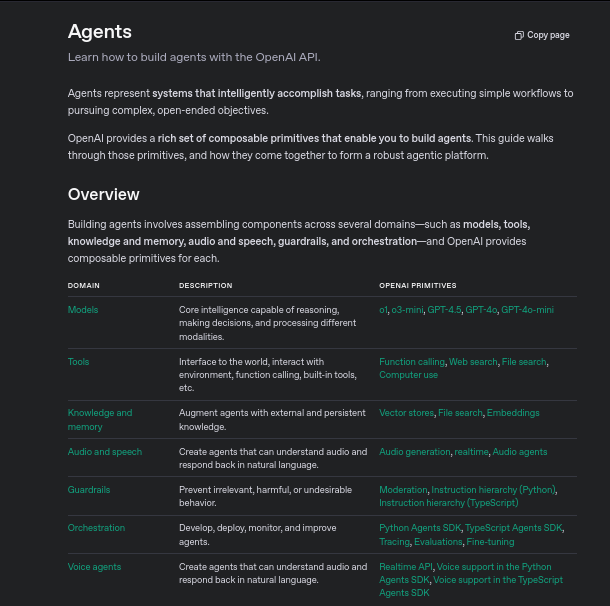 Agents
Copy page
Learn how to build agents with the OpenAI API.
Agents represent systems that intelligently accomplish tasks, ranging from executing simple workflows to
pursuing complex, open-ended objectives.
OpenAI provides a rich set of composable primitives that enable you to build agents. This guide walks
through those primitives, and how they come together to form a robust agentic platform.
Overview
Building agents involves assembling components across several domains—such as models, tools,
knowledge and memory, audio and speech, guardrails, and orchestration—and OpenAI provides
composable primitives for each.
DOMAIN DESCRIPTION OPENAI PRIMITIVES
Models Core intelligence capable of reasoning, o1, o3-mini, GPT-4.5, GPT-4o, GPT-4o-mini
making decisions, and processing different
modalities.
Tools Interface to the world, interact with Function calling, Web search, File search,
environment, function calling, built-in tools, Computer use
etc.
Knowledge and Augment agents with external and persistent Vector stores, File search, Embeddings
memory knowledge.
Audio and speech Create agents that can understand audio and Audio generation, realtime, Audio agents
respond back in natural language.
Guardrails Prevent irrelevant, harmful, or undesirable Moderation, Instruction hierarchy (Python),
behavior. Instruction hierarchy (TypeScript)
Orchestration Develop, deploy, monitor, and improve Python Agents SDK, TypeScript Agents SDK,
agents. Tracing, Evaluations, Fine-tuning
Voice agents Create agents that can understand audio and Realtime API, Voice support in the Python
respond back in natural language. Agents SDK, Voice support in the TypeScript
Agents SDK